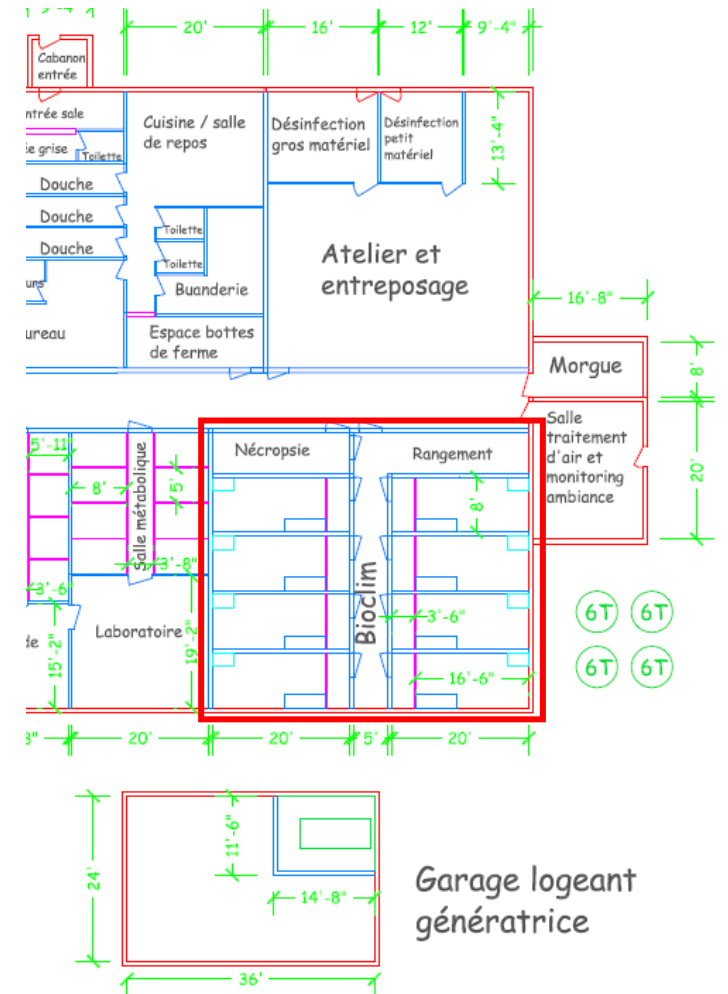 20'
16'
12'
9'-4"
Cabanon
entrée
ntrée sale
Cuisine / salle
de repos
Désinfection
gros matériel
Désinfection
petit
matériel
13'-4"
e grise
Toilette
Douche
Douche
Douche
Toilette
Toilette
Buanderie
Atelier et
entreposage
16'-8"
urs
ureau
Espace bottes
de ferme
Morgue
8'
Salle
traitement
d'air et
monitoring
ambiance
20'
5'-11"
8'
Salle métabolique
5'
3'-8"
Nécropsie
Rangement
8'
Bioclim
3'-6"
3'-6"
16'-6"
de
15'-2"
Laboratoire
19'-2"
6T
6T
6T
6T
3"
20'
20'
5'
20'
24'
11'-6"
14'-8"
36'
Garage logeant
génératrice